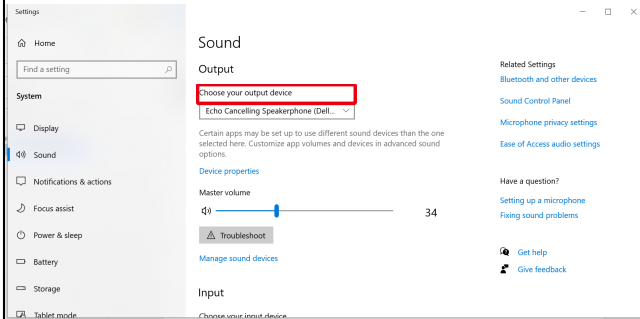 Settings
Home
Find a setting
System
Display
Sound
Notifications & actions
Focus assist
Power & sleep
Battery
Storage
Tablet mode
Sound
Output
Choose your output device
Echo Cancelling Speakerphone (Dell...
Certain apps may be set up to use different sound devices than the one
selected here. Customize app volumes and devices in advanced sound
options.
Device properties
Master volume
34
Troubleshoot
Manage sound devices
Input
Choose your input device
Related Settings
Bluetooth and other devices
Sound Control Panel
Microphone privacy settings
Ease of Access audio settings
Have a question?
Setting up a microphone
Fixing sound problems
Get help
Give feedback